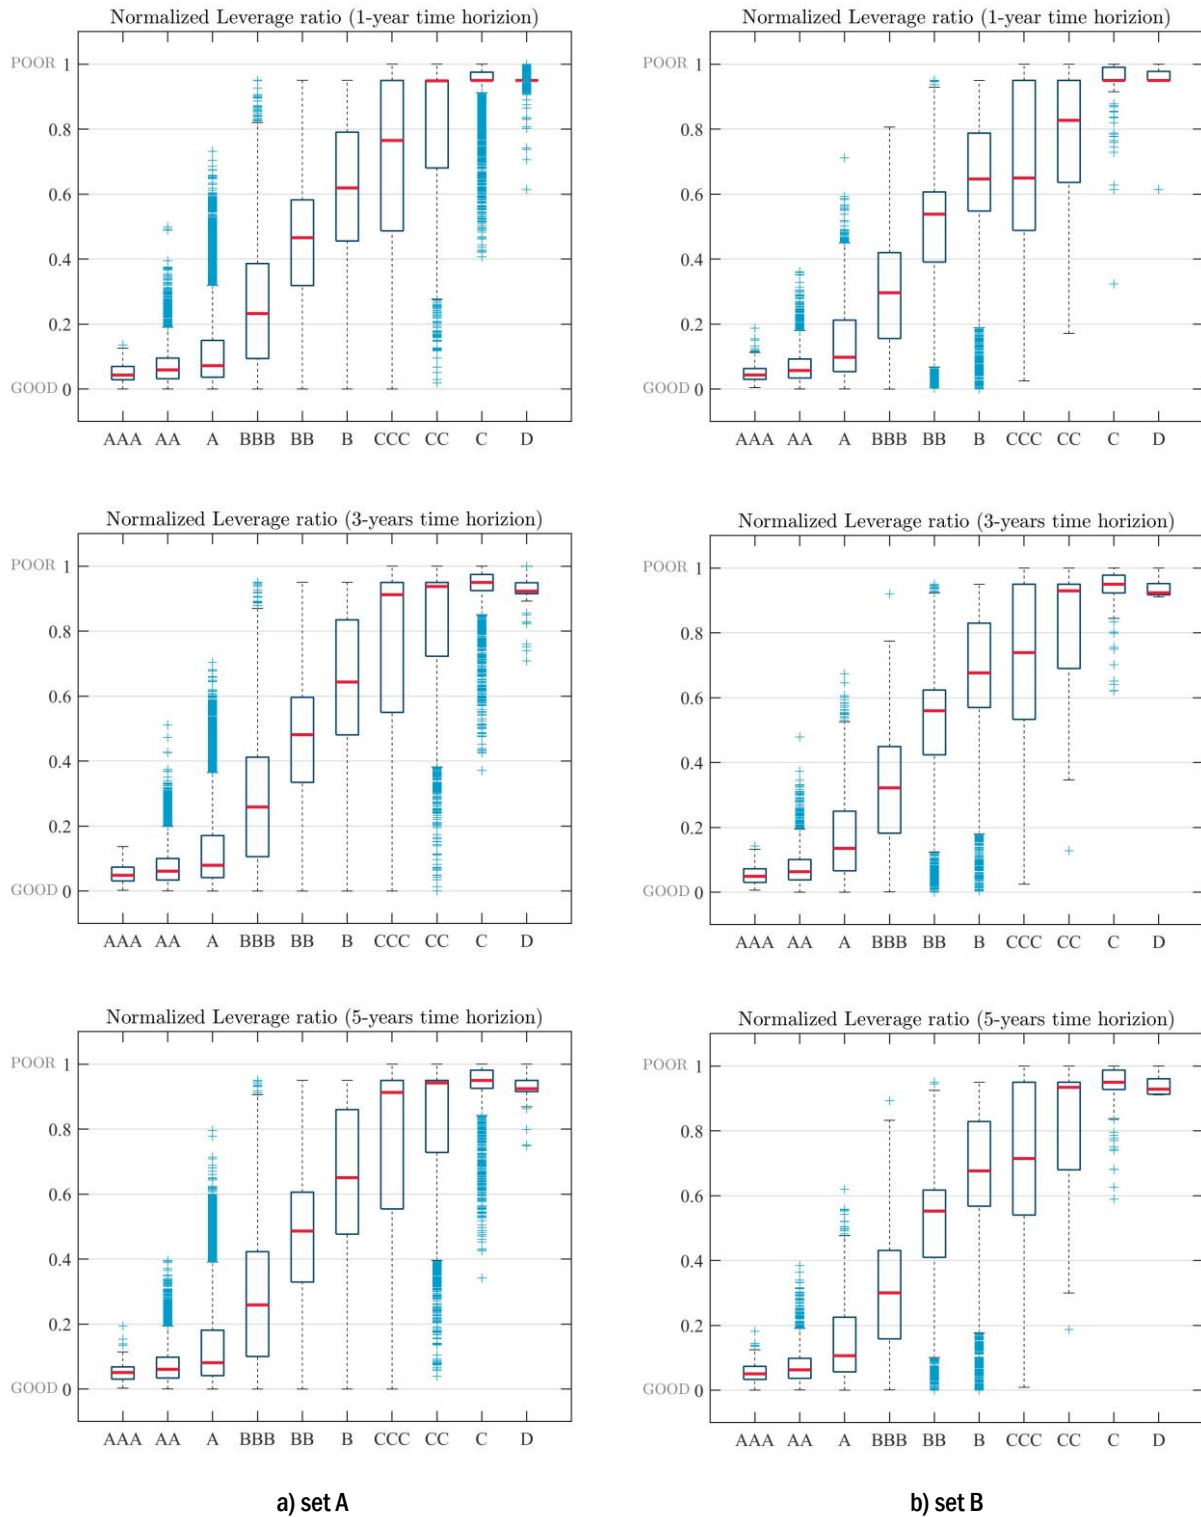 Normalized Leverage ratio (1-year time horizion)
POOR 1
0.8
0.6
0.4
0.2
GOOD 0
AAA AA A BBB BB B CCC CC C D
Normalized Leverage ratio (1-year time horizion)
POOR 1
0.8
0.6
0.4
0.2
GOOD 0
AAA AA A BBB BB B CCC CC C D
Normalized Leverage ratio (3-years time horizion)
POOR 1
0.8
0.6
0.4
0.2
GOOD 0
AAA AA A BBB BB B CCC CC C D
Normalized Leverage ratio (3-years time horizion)
POOR 1
0.8
0.6
0.4
0.2
GOOD 0
AAA AA A BBB BB B CCC CC C D
Normalized Leverage ratio (5-years time horizion)
POOR 1
0.8
0.6
0.4
0.2
GOOD 0
AAA AA A BBB BB B CCC CC C D
Normalized Leverage ratio (5-years time horizion)
POOR 1
0.8
0.6
0.4
0.2
GOOD 0
AAA AA A BBB BB B CCC CC C D
a) set A
b) set B